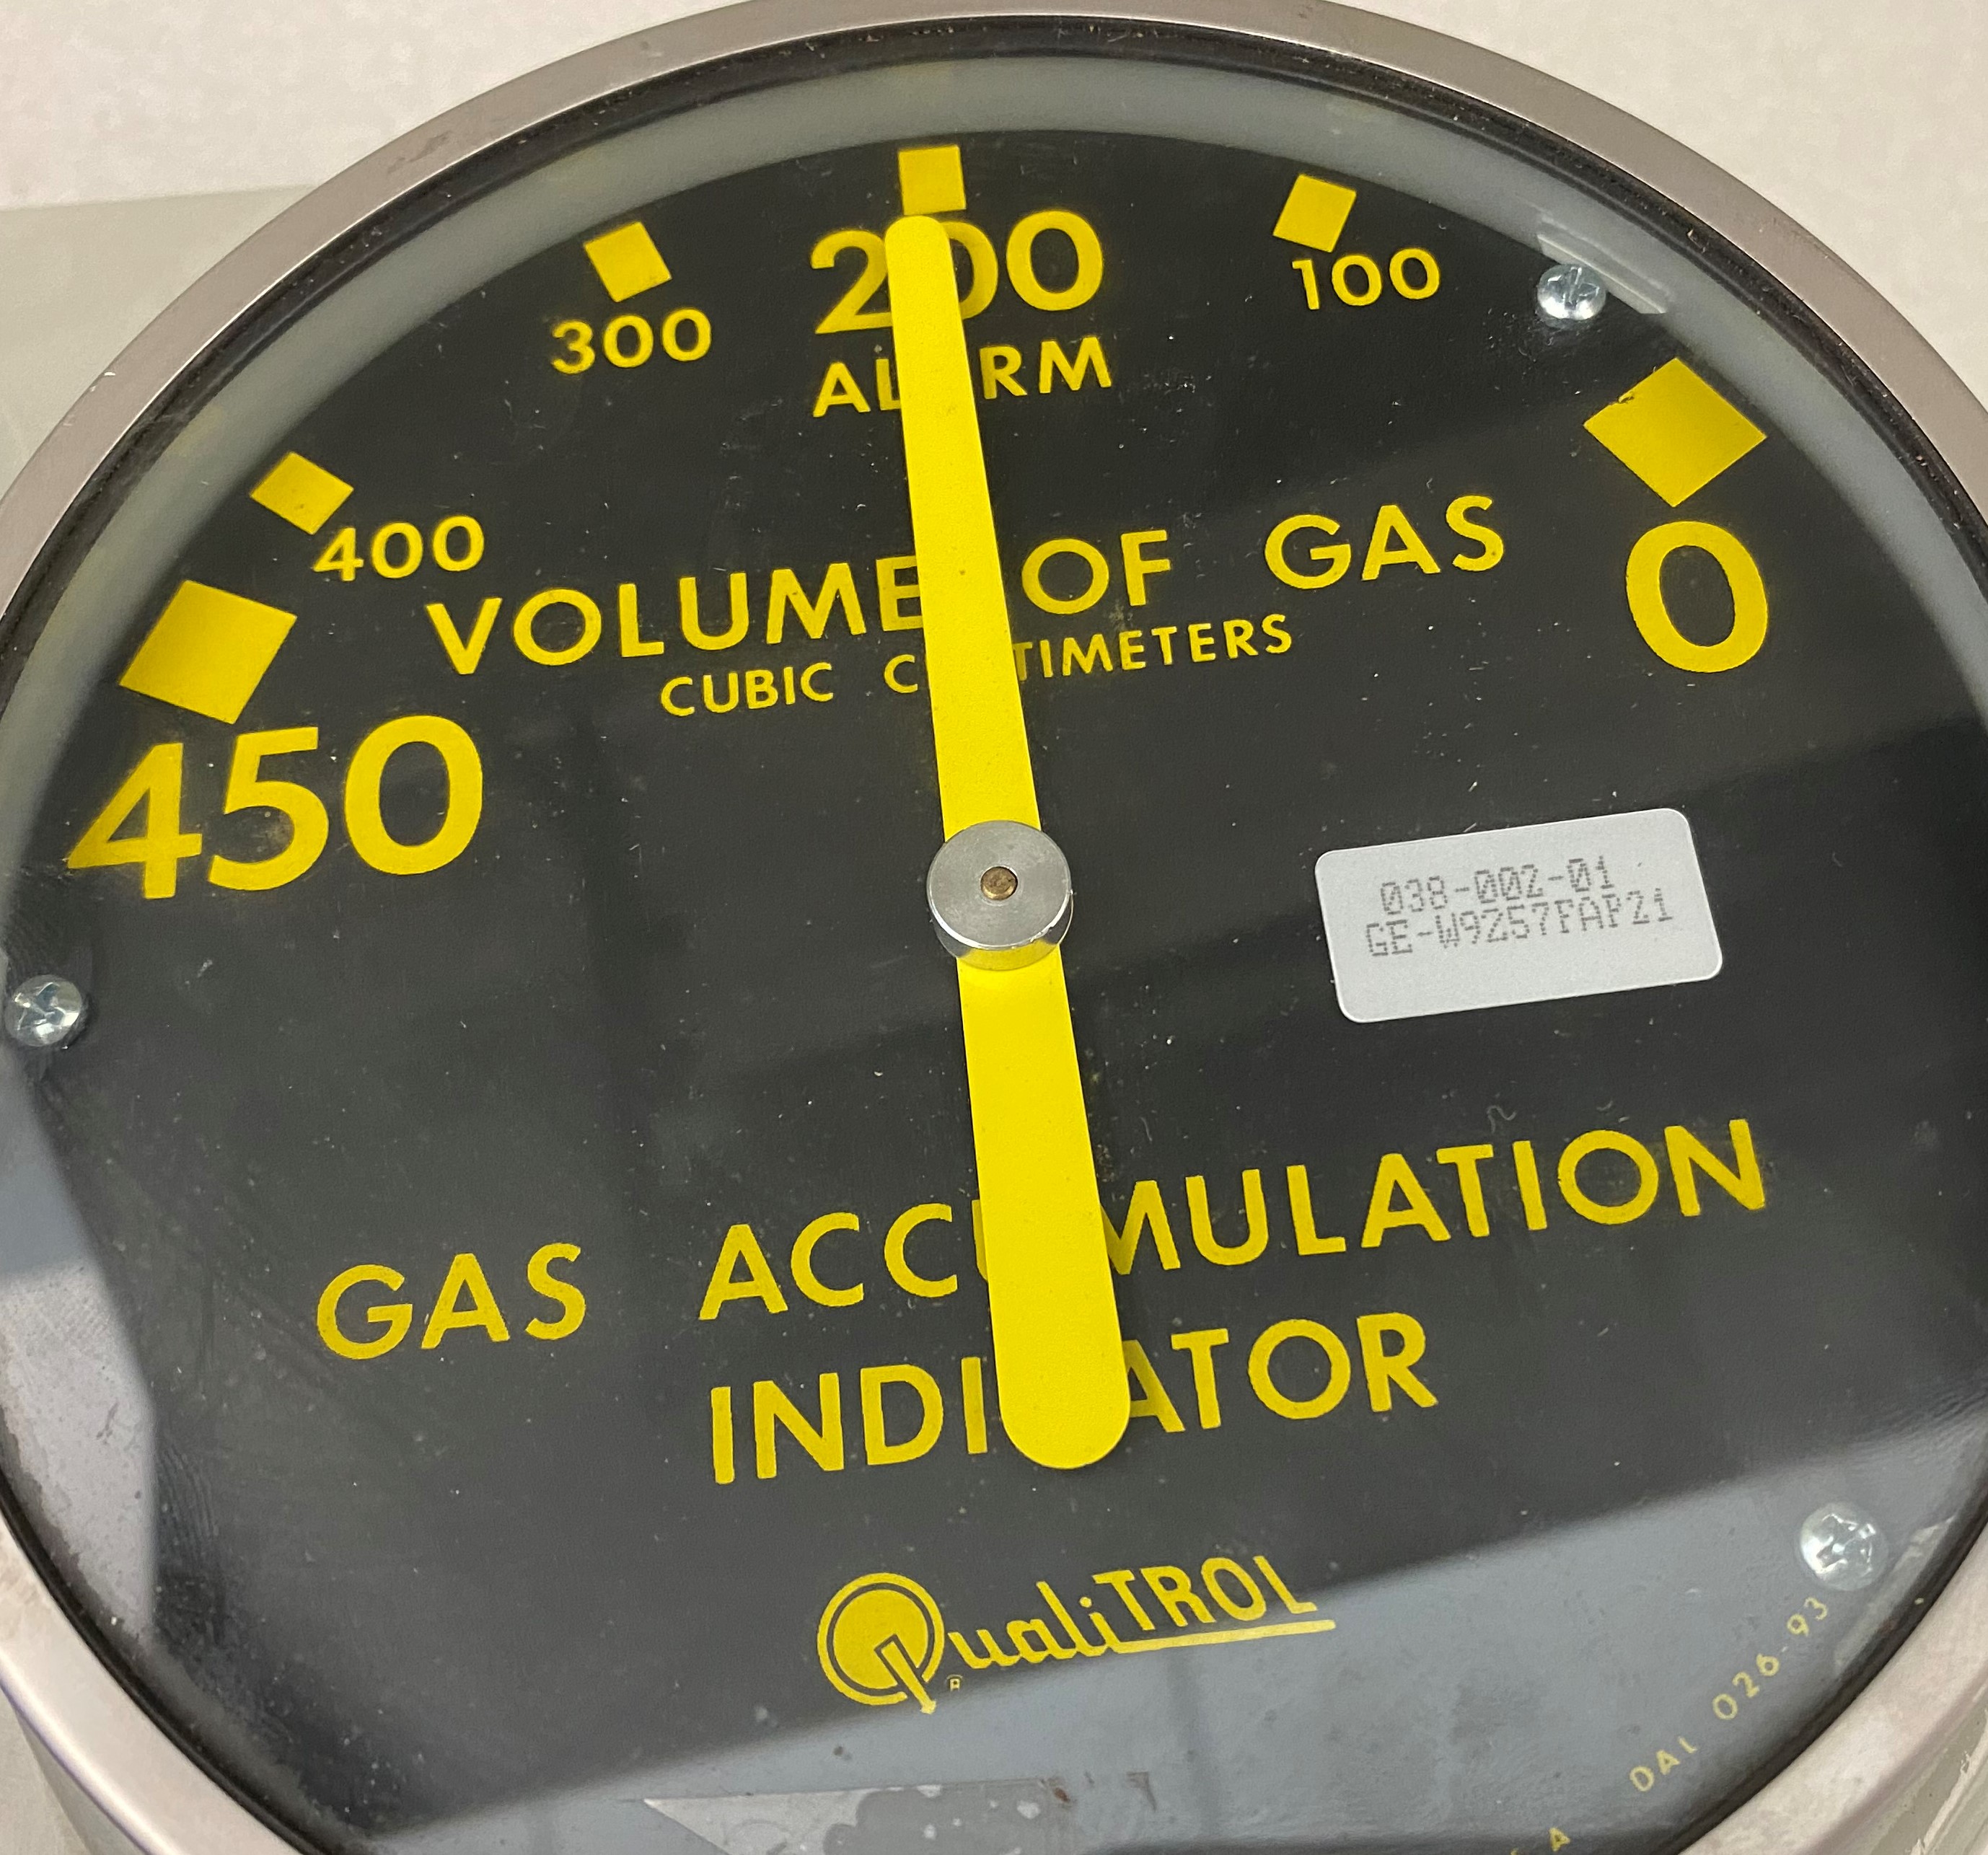 300 200 100
ALARM
400
VOLUME OF GAS
CUBIC CENTIMETERS
450 0
038-002-01
GE-W9Z57FAP21
GAS ACCUMULATION
INDICATOR
QualiTROL
DAL 026-93